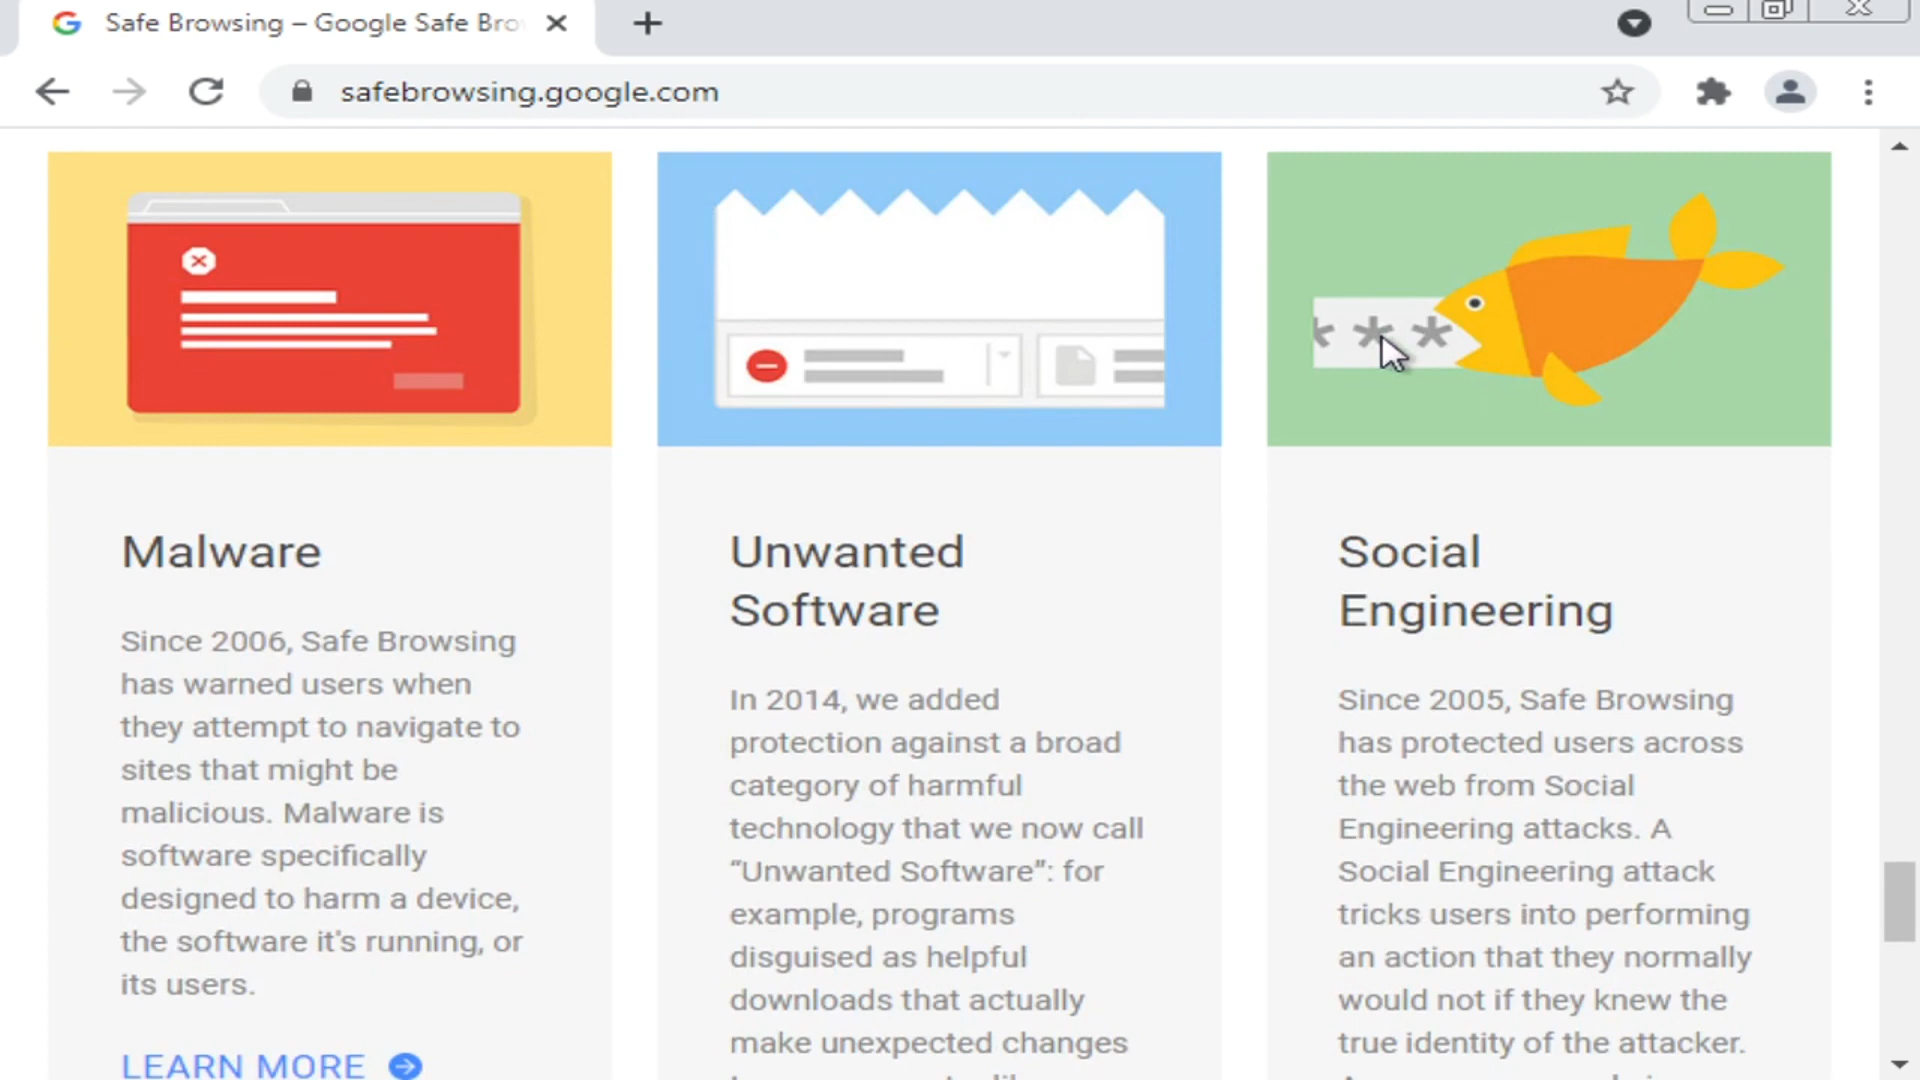 Safe Browsing – Google Safe Bro
safebrowsing.google.com
* * *
Malware
Since 2006, Safe Browsing
has warned users when
they attempt to navigate to
sites that might be
malicious. Malware is
software specifically
designed to harm a device,
the software it's running, or
its users.
LEARN MORE
Unwanted
Software
In 2014, we added
protection against a broad
category of harmful
technology that we now call
“Unwanted Software”: for
example, programs
disguised as helpful
downloads that actually
make unexpected changes
Social
Engineering
Since 2005, Safe Browsing
has protected users across
the web from Social
Engineering attacks. A
Social Engineering attack
tricks users into performing
an action that they normally
would not if they knew the
true identity of the attacker.